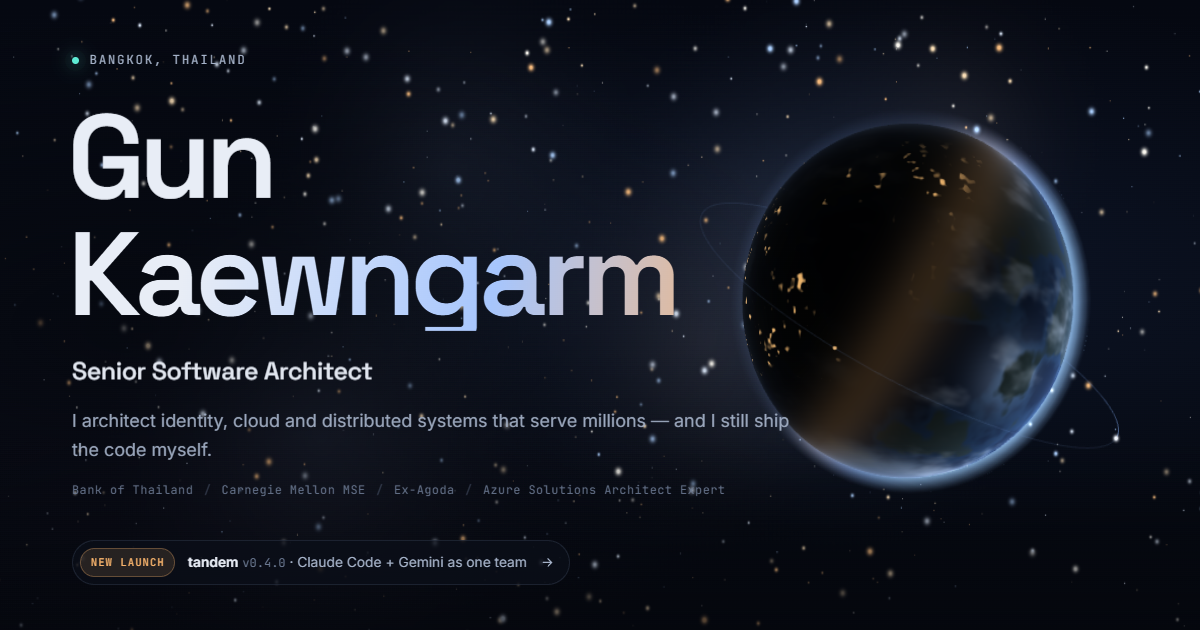 BANGKOK, THAILAND
Gun
Kaewngarm
Senior Software Architect
I architect identity, cloud and distributed systems that serve millions — and I still ship
the code myself.
Bank of Thailand / Carnegie Mellon MSE / Ex-Agoda / Azure Solutions Architect Expert
NEW LAUNCH tandem v0.4.0 · Claude Code + Gemini as one team →